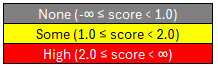 None (-∞ ≤ score < 1.0)
Some (1.0 ≤ score < 2.0)
High (2.0 ≤ score < ∞)